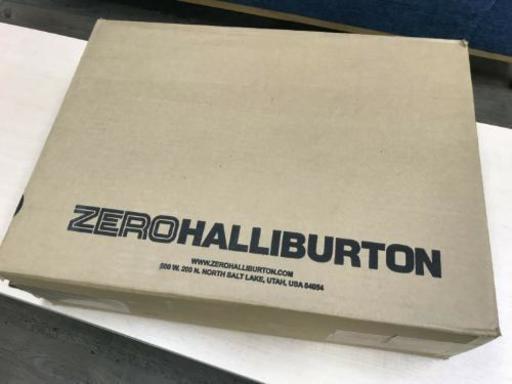 ZEROHALLIBURTON
WWW.ZEROHALLIBURTON.COM
500 W. 200 N. NORTH SALT LAKE, UTAH, USA 84054